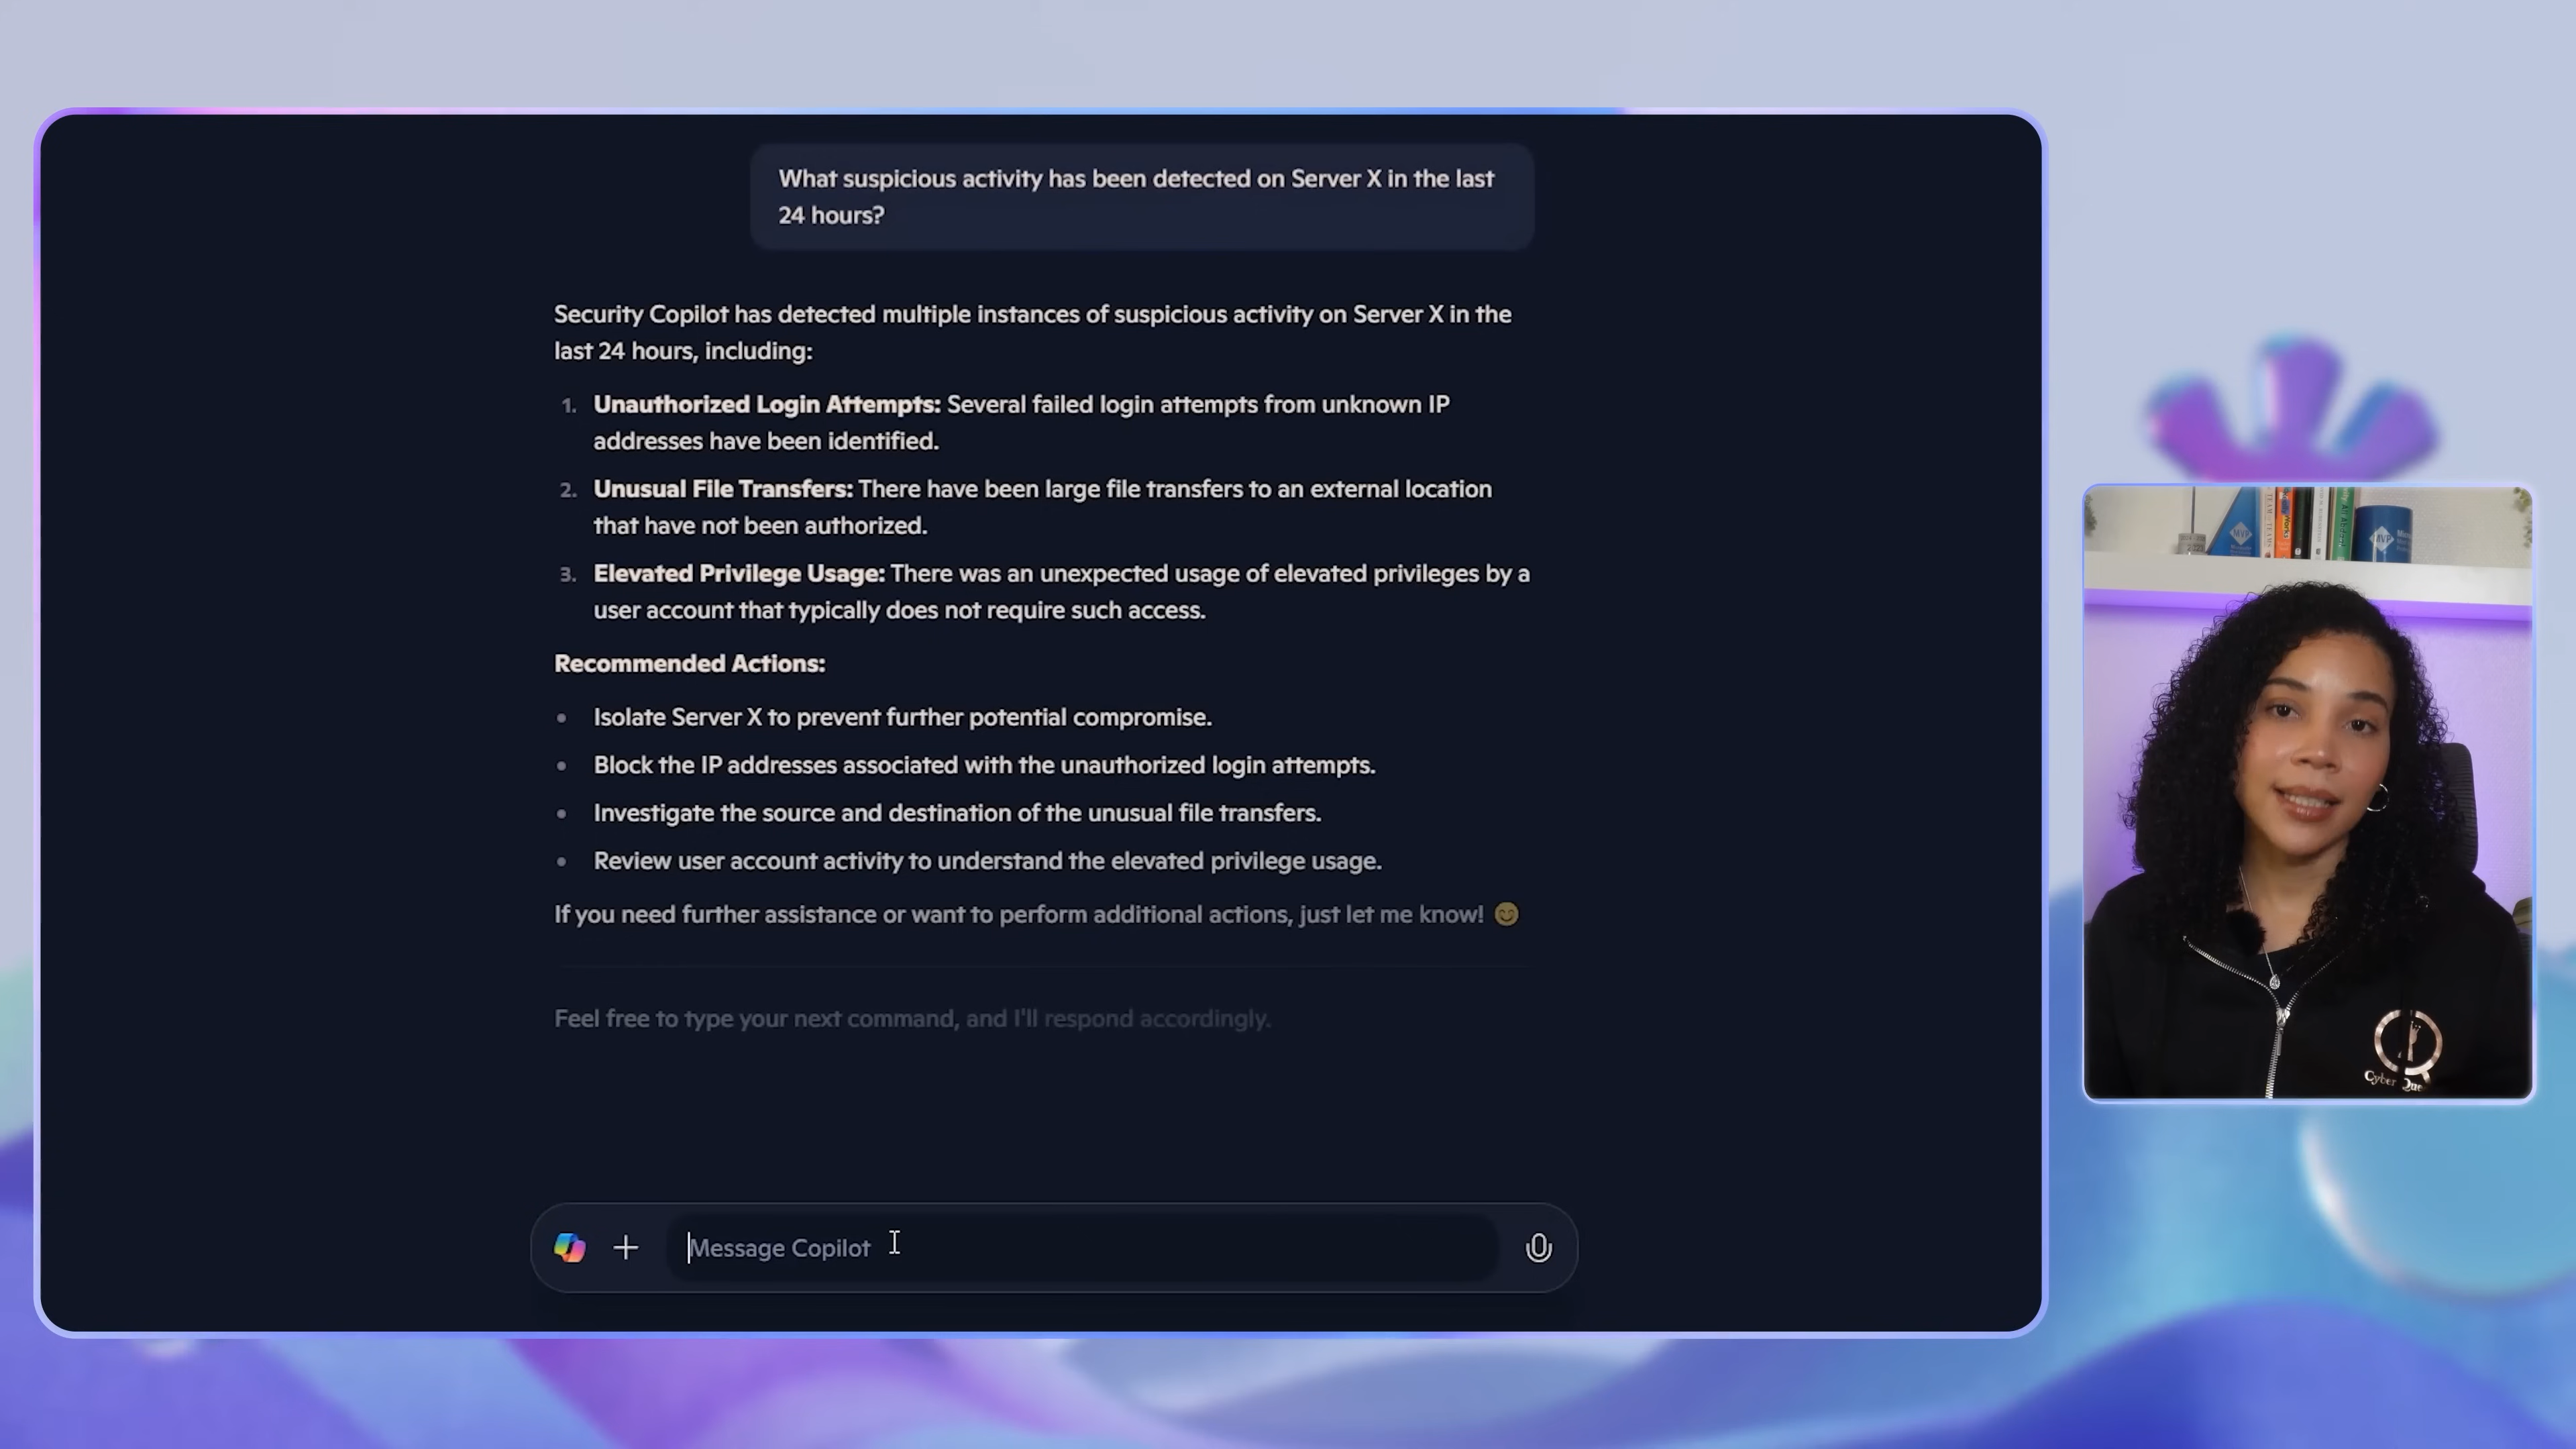 What suspicious activity has been detected on Server X in the last
24 hours?
Security Copilot has detected multiple instances of suspicious activity on Server X in the
last 24 hours, including:
1. Unauthorized Login Attempts: Several failed login attempts from unknown IP
addresses have been identified.
2. Unusual File Transfers: There have been large file transfers to an external location
that have not been authorized.
3. Elevated Privilege Usage: There was an unexpected usage of elevated privileges by a
user account that typically does not require such access.
Recommended Actions:
• Isolate Server X to prevent further potential compromise.
• Block the IP addresses associated with the unauthorized login attempts.
• Investigate the source and destination of the unusual file transfers.
• Review user account activity to understand the elevated privilege usage.
If you need further assistance or want to perform additional actions, just let me know! 😊
Feel free to type your next command, and I'll respond accordingly.
Message Copilot
MVP
MVP
Cyber